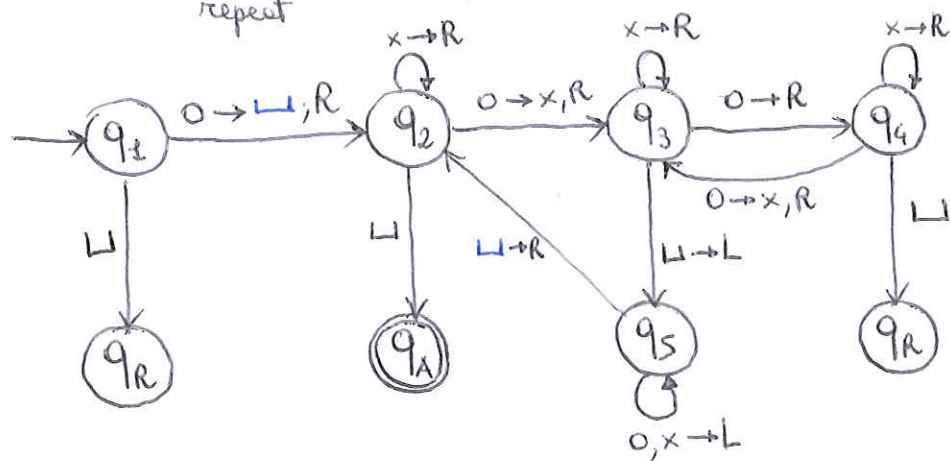 repeat
x→R x→R x→R
0→⊔,R 0→x,R 0→R
q1 q2 q3 q4
0→x,R
⊔ ⊔ ⊔→R ⊔→L ⊔
qR qA q5 qR
0,x→L